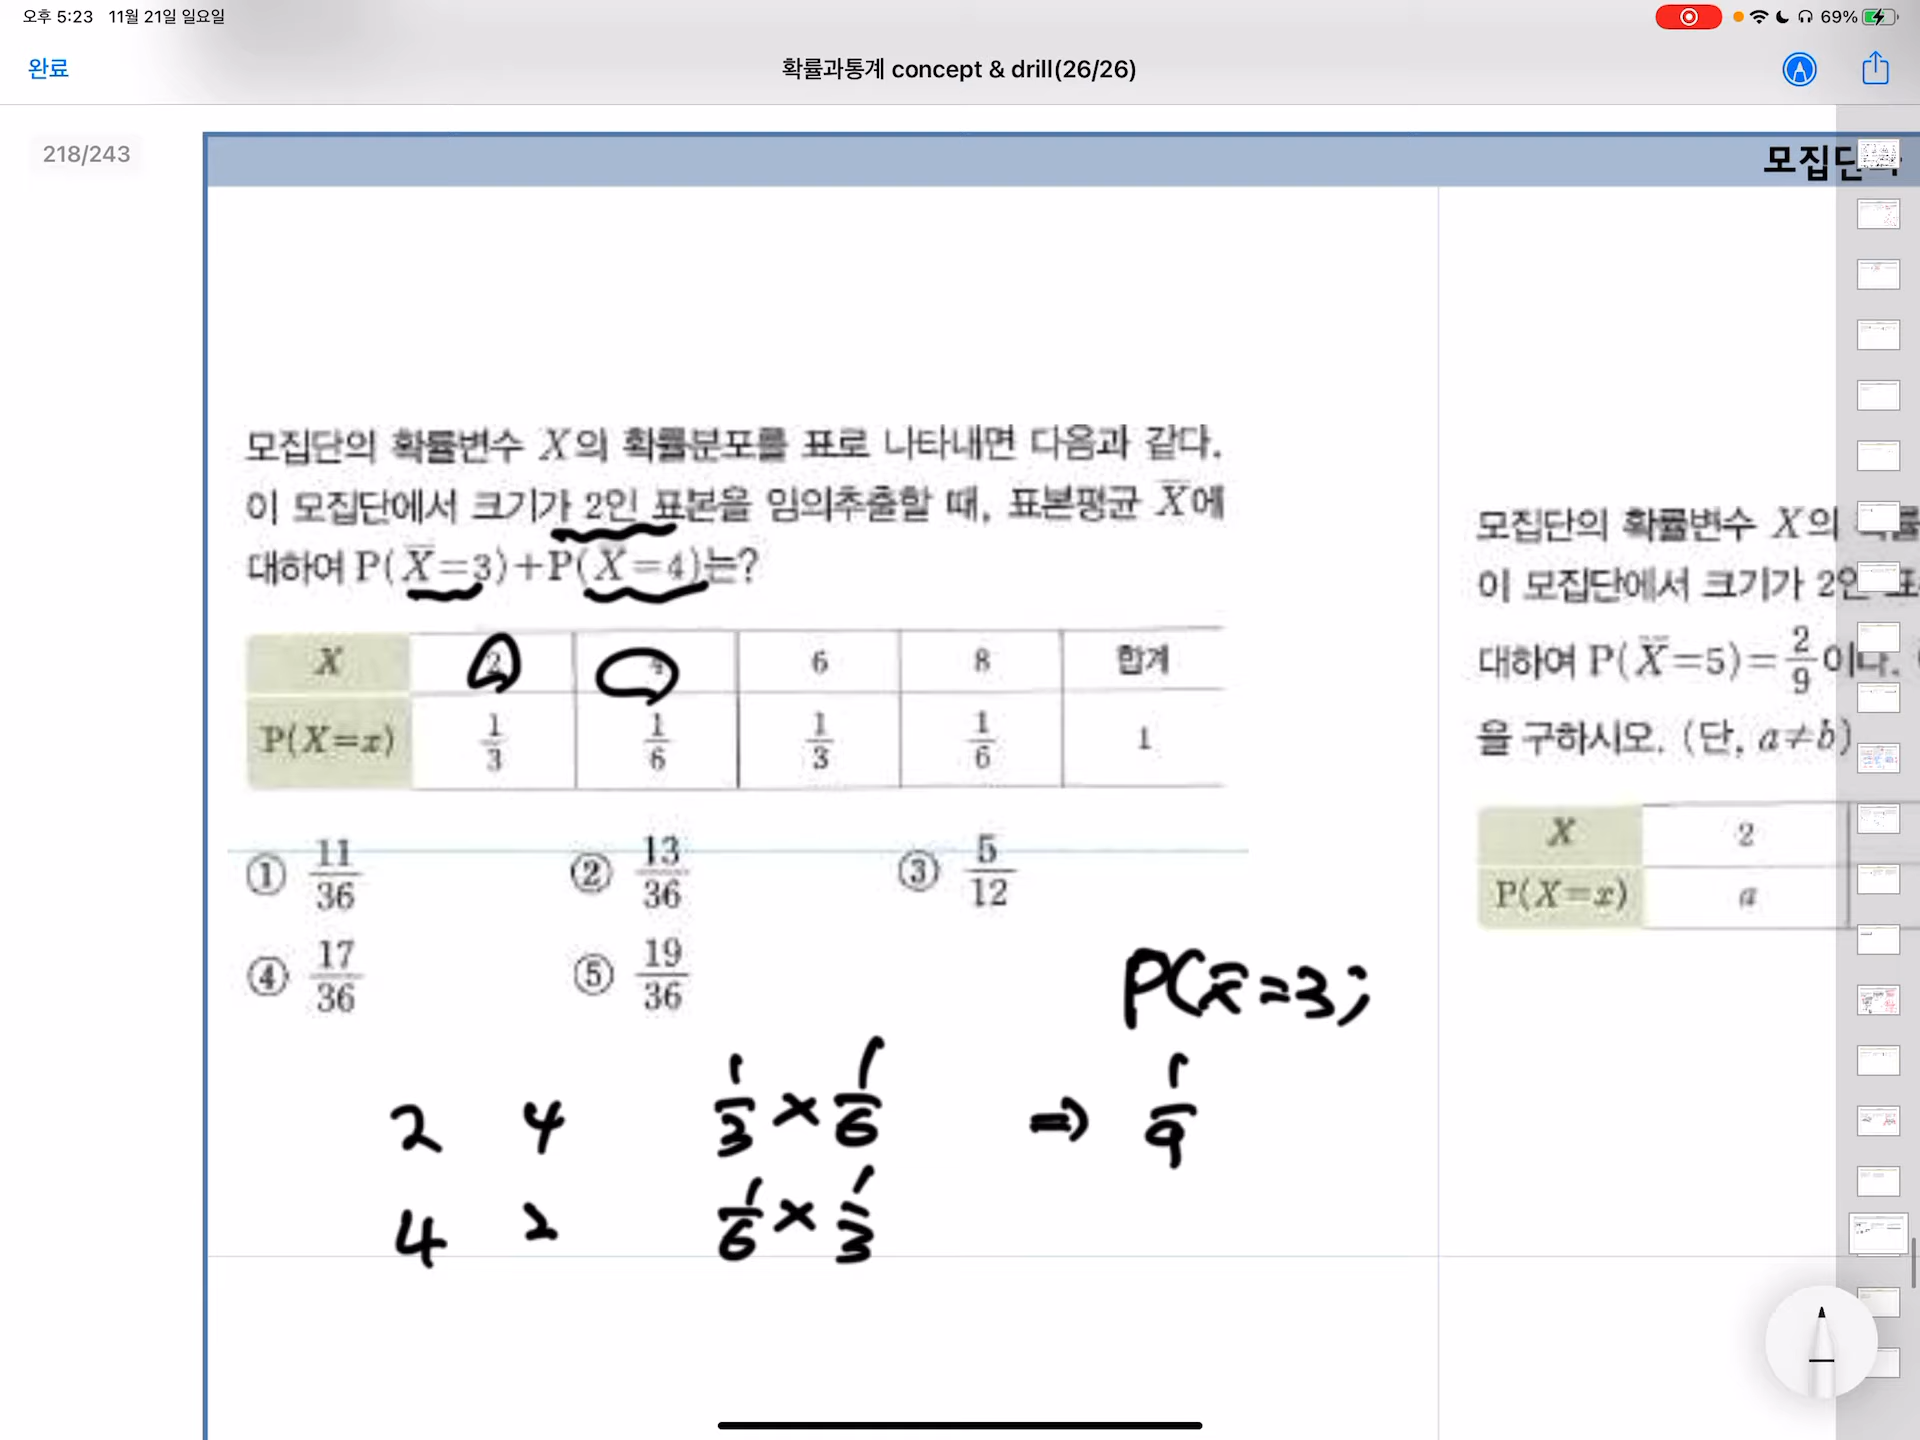 오후 5:23 11월 21일 일요일
69%
완료
확률과통계 concept & drill(26/26)
218/243
모집단
모집단의 확률변수 X의 확률분포를 표로 나타내면 다음과 같다.
이 모집단에서 크기가 2인 표본을 임의추출할 때, 표본평균 X̄에
대하여 P(X̄=3)+P(X̄=4)는?
X 2 4 6 8 합계
P(X=x) 1/3 1/6 1/3 1/6 1
① 11/36 ② 13/36 ③ 5/12
④ 17/36 ⑤ 19/36
P(x̄=3)
2 4 1/3 × 1/6 ⇒ 1/9
4 2 1/6 × 1/3
모집단의 확률변수 X의
이 모집단에서 크기가 2인
대하여 P(X̄=5)=2/9이다.
을 구하시오. (단, a≠b)
X 2
P(X=x) a